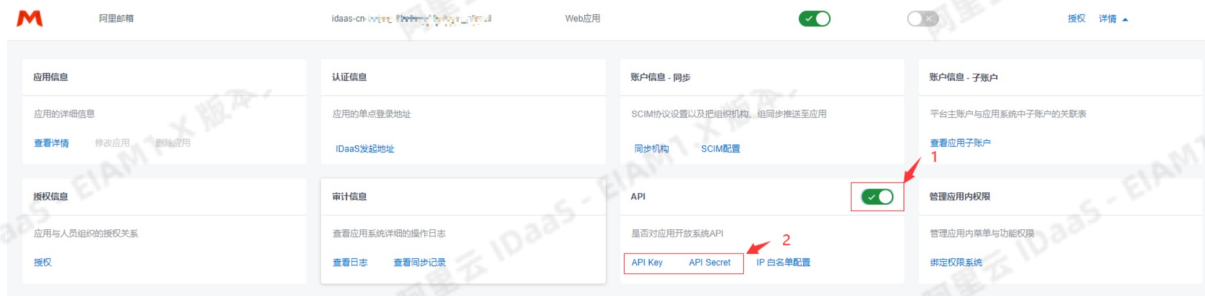 阿里邮箱 idaas-cn- Web应用 授权 详情
应用信息 认证信息 账户信息 - 同步 账户信息 - 子账户
应用的详细信息 应用的单点登录地址 SCIM协议设置以及把组织机构、组同步推送至应用 平台主账户与应用系统中子账户的关联表
查看详情 修改应用 删除应用 IDaaS发起地址 同步机构 SCIM配置 查看应用子账户
1
授权信息 审计信息 API 管理应用内权限
应用与人员组织的授权关系 查看应用系统详细的操作日志 是否对应用开放系统API 管理应用内菜单与功能权限
2
授权 查看日志 查看同步记录 API Key API Secret IP 白名单配置 绑定权限系统
阿里云 IDaaS - EIAM1.X 版本.